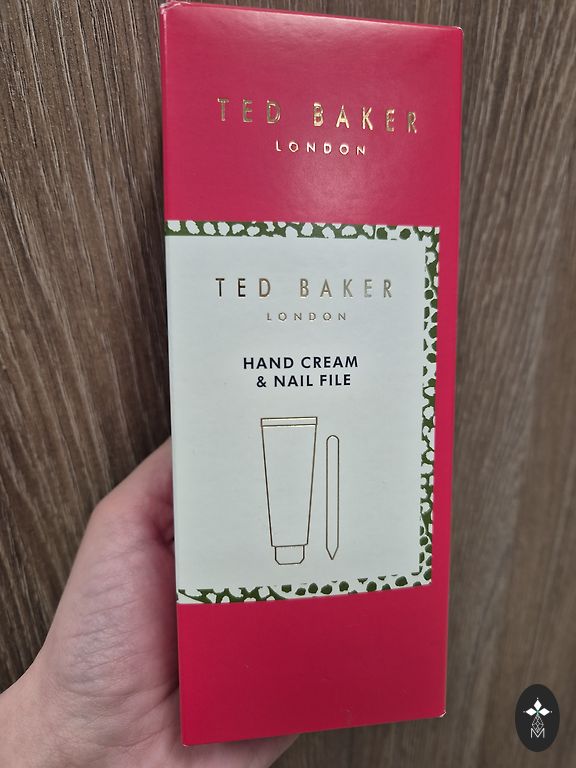 TED BAKER
LONDON
TED BAKER
LONDON
HAND CREAM
& NAIL FILE